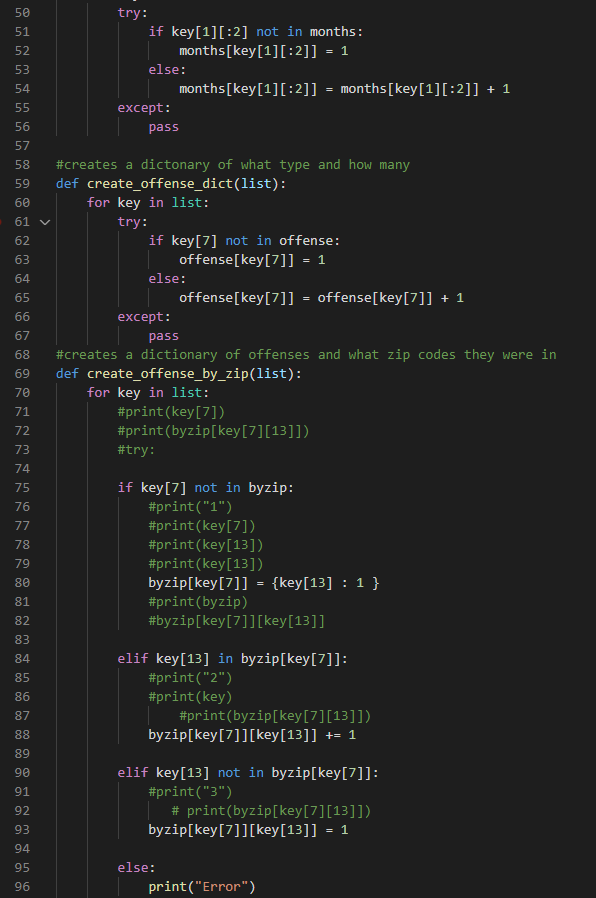 50 try:
51 if key[1][:2] not in months:
52 months[key[1][:2]] = 1
53 else:
54 months[key[1][:2]] = months[key[1][:2]] + 1
55 except:
56 pass
57
58 #creates a dictonary of what type and how many
59 def create_offense_dict(list):
60 for key in list:
61 try:
62 if key[7] not in offense:
63 offense[key[7]] = 1
64 else:
65 offense[key[7]] = offense[key[7]] + 1
66 except:
67 pass
68 #creates a dictionary of offenses and what zip codes they were in
69 def create_offense_by_zip(list):
70 for key in list:
71 #print(key[7])
72 #print(byzip[key[7][13]])
73 #try:
74
75 if key[7] not in byzip:
76 #print("1")
77 #print(key[7])
78 #print(key[13])
79 #print(key[13])
80 byzip[key[7]] = {key[13] : 1 }
81 #print(byzip)
82 #byzip[key[7]][key[13]]
83
84 elif key[13] in byzip[key[7]]:
85 #print("2")
86 #print(key)
87 #print(byzip[key[7][13]])
88 byzip[key[7]][key[13]] += 1
89
90 elif key[13] not in byzip[key[7]]:
91 #print("3")
92 # print(byzip[key[7][13]])
93 byzip[key[7]][key[13]] = 1
94
95 else:
96 print("Error")